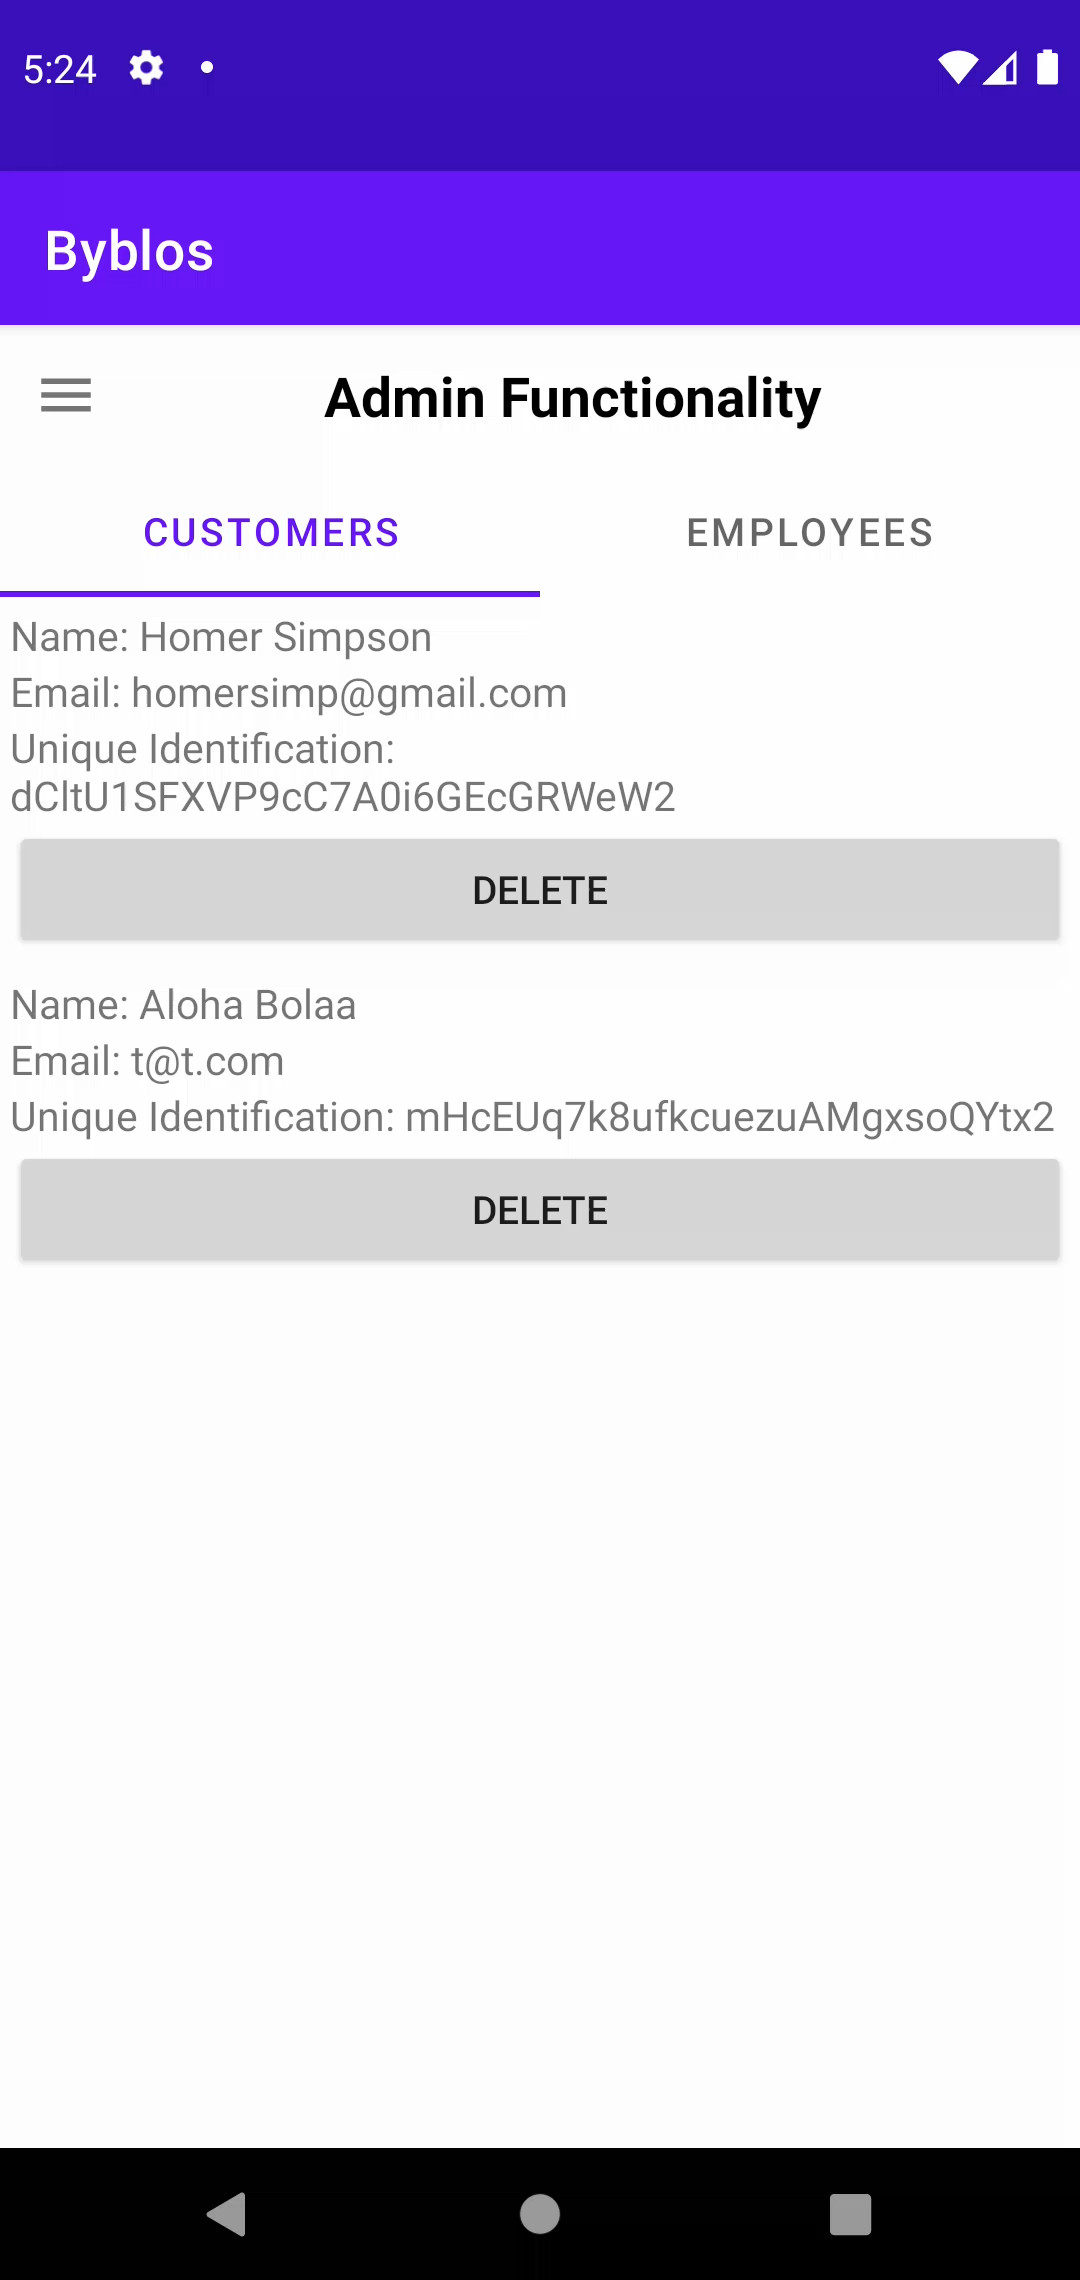 5:24
Byblos
Admin Functionality
CUSTOMERS
EMPLOYEES
Name: Homer Simpson
Email: homersimp@gmail.com
Unique Identification:
dCltU1SFXVP9cC7A0i6GEcGRWeW2
DELETE
Name: Aloha Bolaa
Email: t@t.com
Unique Identification: mHcEUq7k8ufkcuezuAMgxsoQYtx2
DELETE